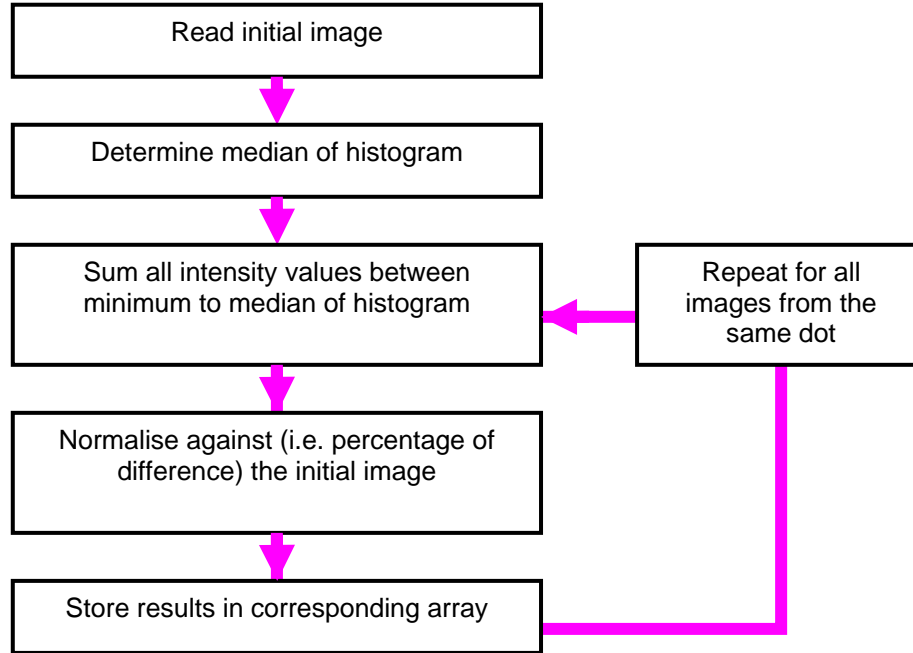 Read initial image
Determine median of histogram
Sum all intensity values between
minimum to median of histogram
Repeat for all
images from the
same dot
Normalise against (i.e. percentage of
difference) the initial image
Store results in corresponding array